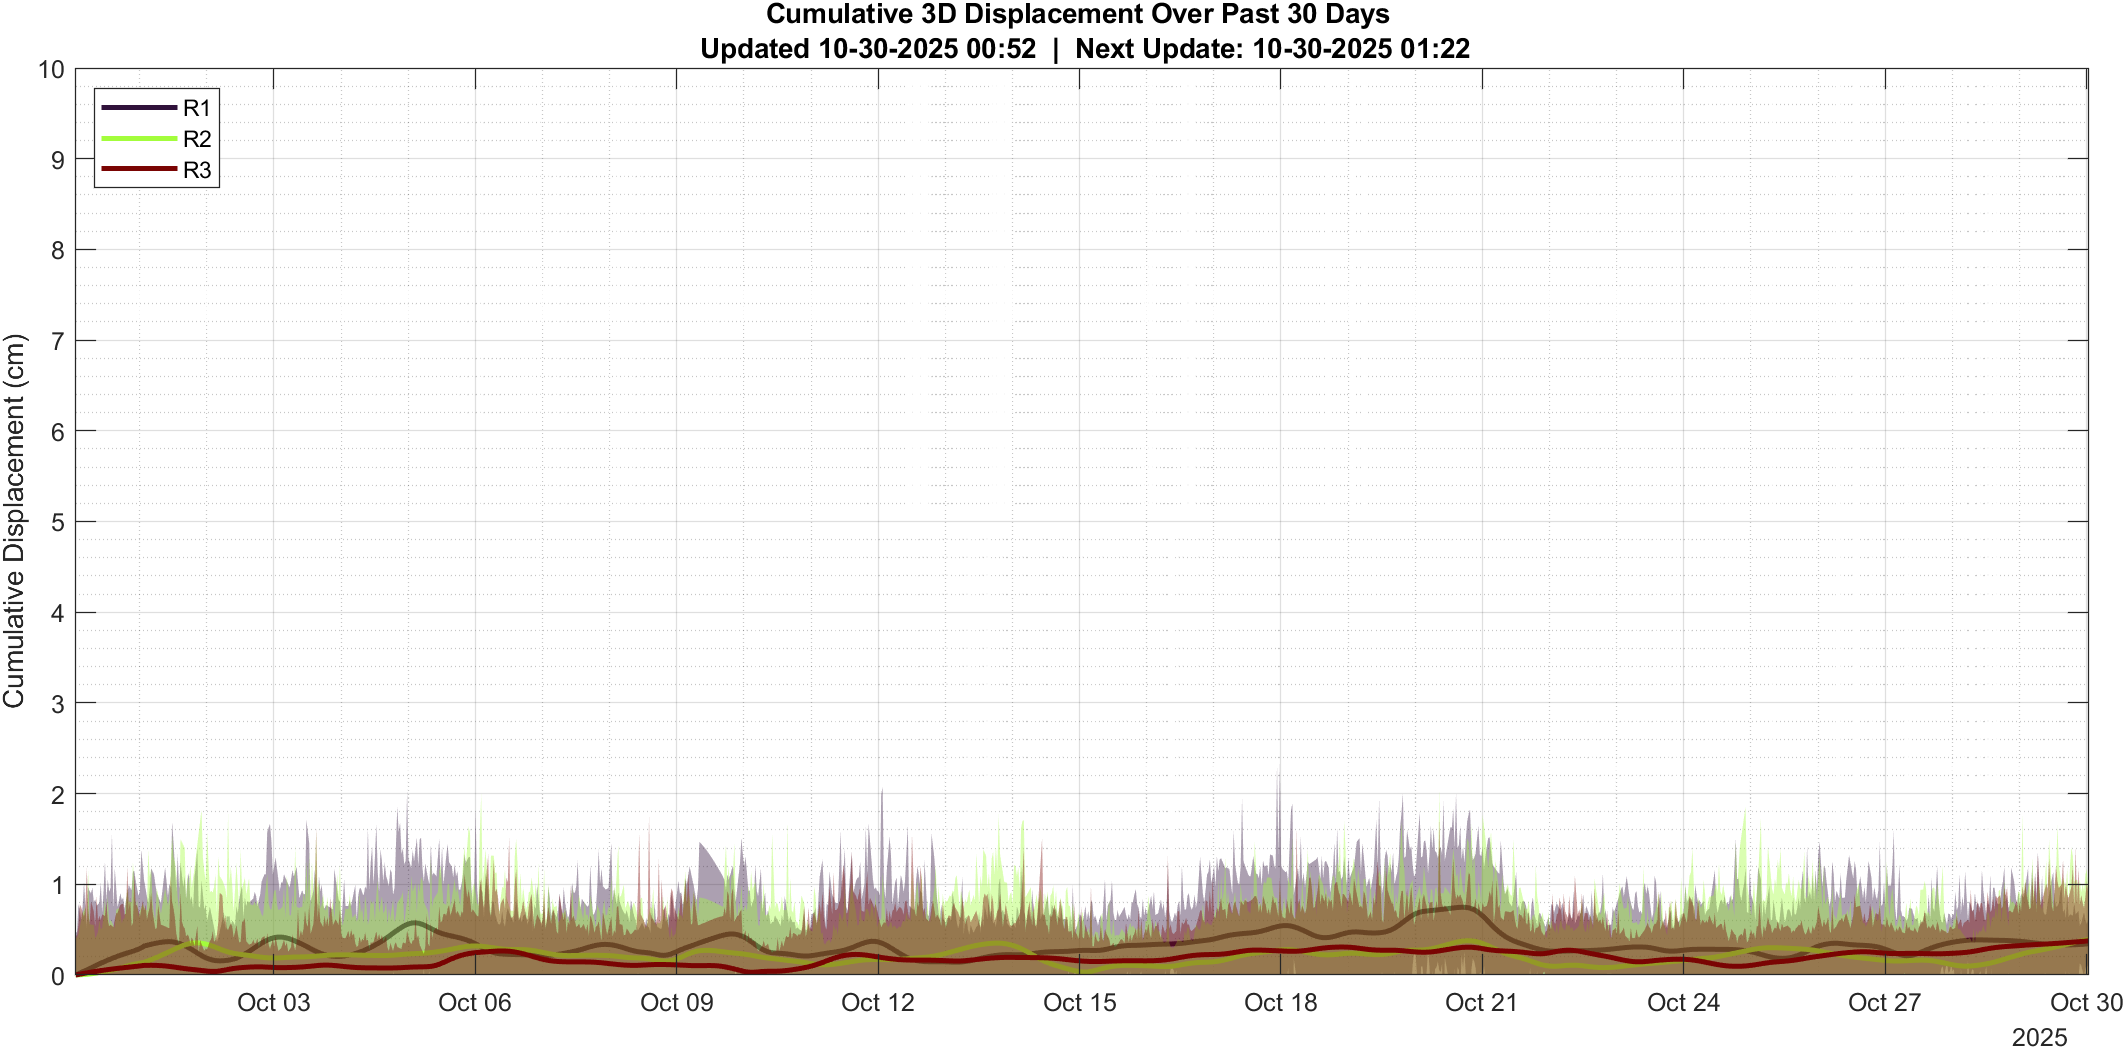 Cumulative 3D Displacement Over Past 30 Days
Updated 10-30-2025 00:52 | Next Update: 10-30-2025 01:22
Cumulative Displacement (cm)
10
9
8
7
6
5
4
3
2
1
0
R1
R2
R3
Oct 03 Oct 06 Oct 09 Oct 12 Oct 15 Oct 18 Oct 21 Oct 24 Oct 27 Oct 30
2025